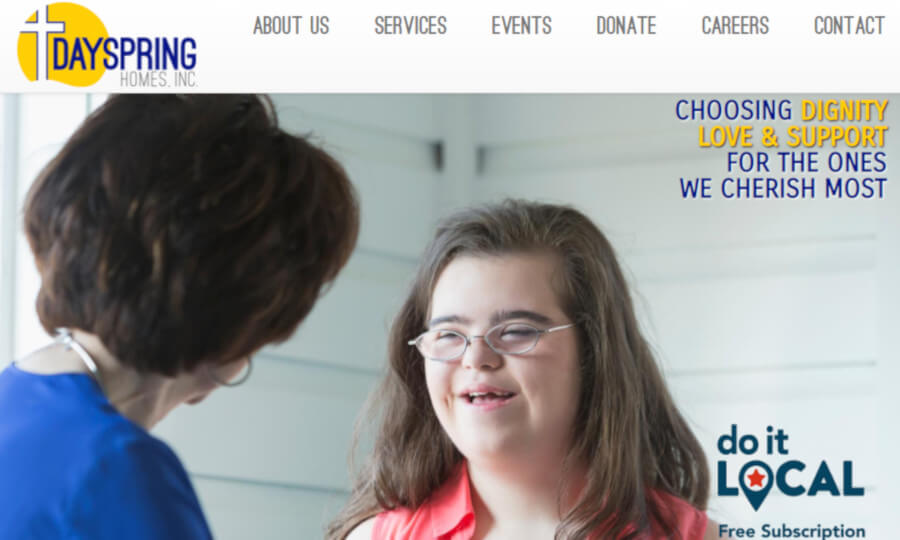 DAYSPRING
HOMES, INC.
ABOUT US SERVICES EVENTS DONATE CAREERS CONTACT
CHOOSING DIGNITY
LOVE & SUPPORT
FOR THE ONES
WE CHERISH MOST
do it
LOCAL
Free Subscription